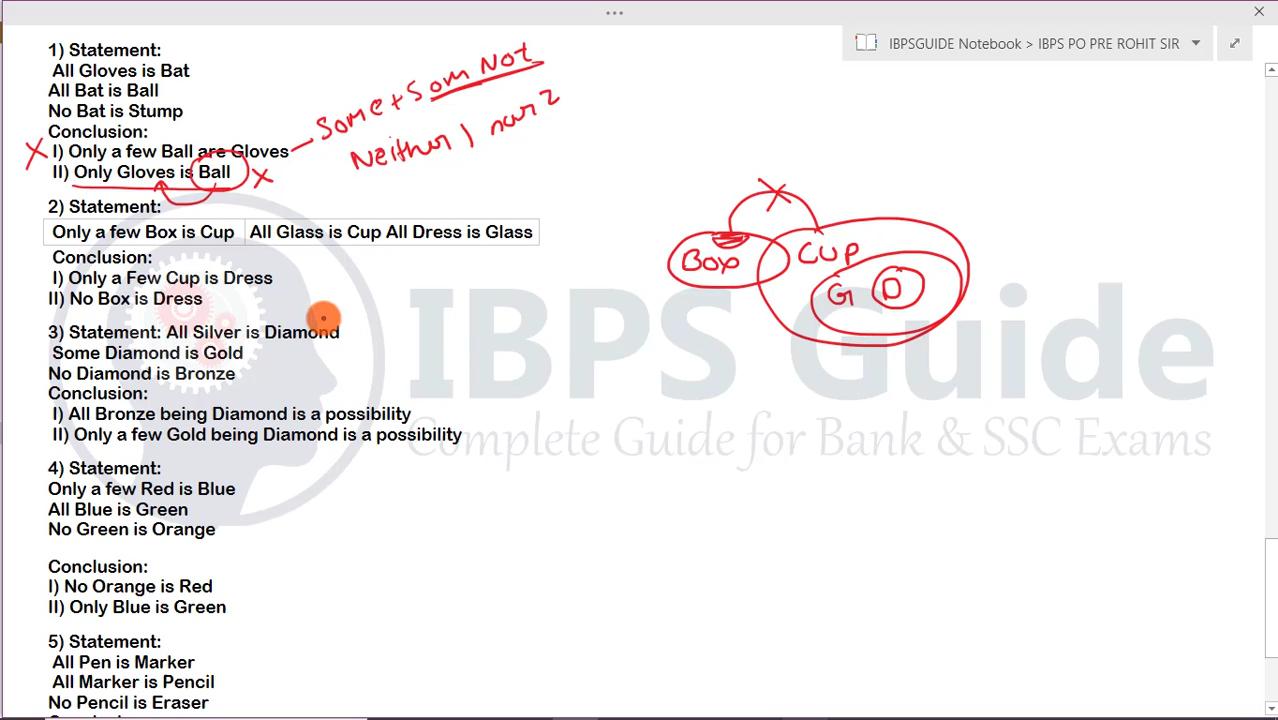 IBPSGUIDE Notebook > IBPS PO PRE ROHIT SIR
1) Statement:
All Gloves is Bat
All Bat is Ball
No Bat is Stump
Conclusion:
I) Only a few Ball are Gloves
II) Only Gloves is Ball
Some + Som Not
Neither 1 nor 2
2) Statement:
Only a few Box is Cup All Glass is Cup All Dress is Glass
Conclusion:
I) Only a Few Cup is Dress
II) No Box is Dress
Box CUP
G D
3) Statement: All Silver is Diamond
Some Diamond is Gold
No Diamond is Bronze
Conclusion:
I) All Bronze being Diamond is a possibility
II) Only a few Gold being Diamond is a possibility
IBPS Guide
Complete Guide for Bank & SSC Exams
4) Statement:
Only a few Red is Blue
All Blue is Green
No Green is Orange
Conclusion:
I) No Orange is Red
II) Only Blue is Green
5) Statement:
All Pen is Marker
All Marker is Pencil
No Pencil is Eraser